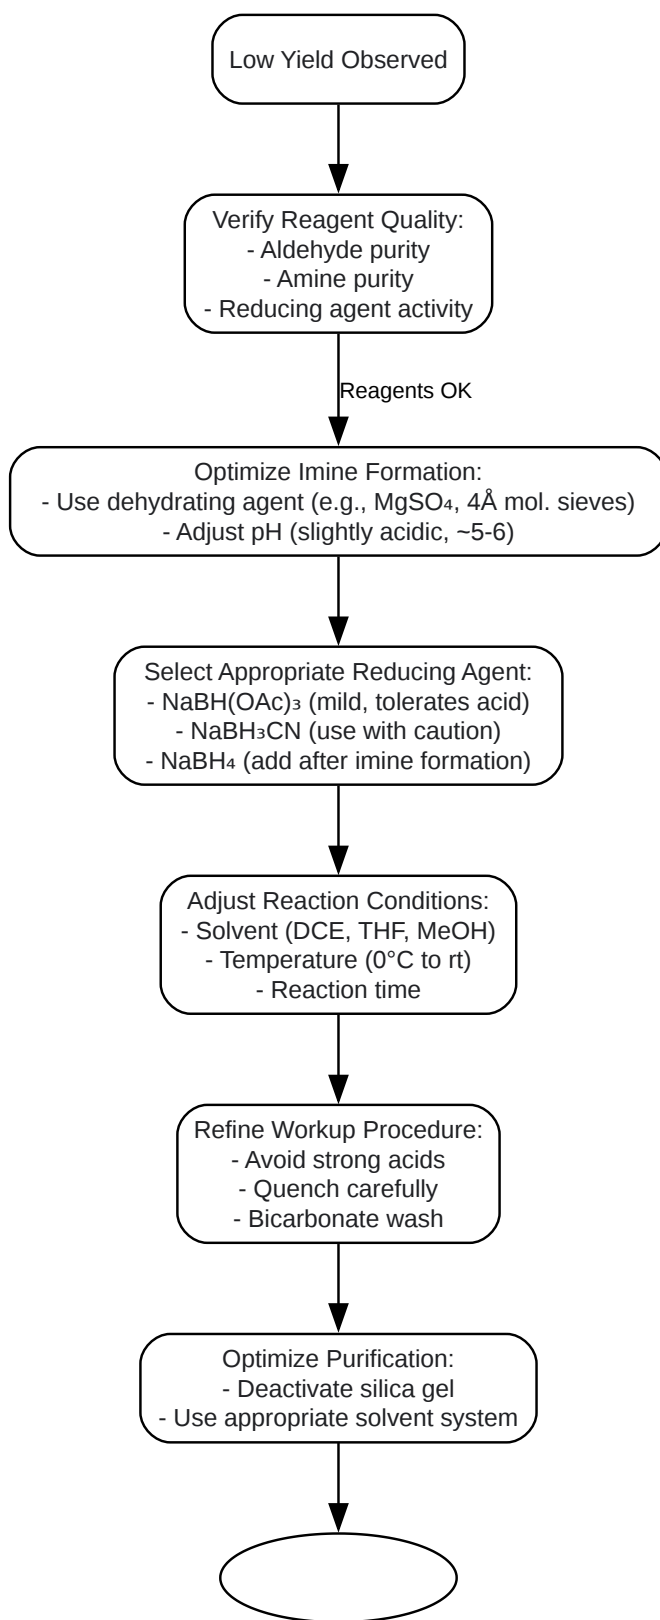 Low Yield Observed
Verify Reagent Quality:
- Aldehyde purity
- Amine purity
- Reducing agent activity
Reagents OK
Optimize Imine Formation:
- Use dehydrating agent (e.g., MgSO₄, 4Å mol. sieves)
- Adjust pH (slightly acidic, ~5-6)
Select Appropriate Reducing Agent:
- NaBH(OAc)₃ (mild, tolerates acid)
- NaBH₃CN (use with caution)
- NaBH₄ (add after imine formation)
Adjust Reaction Conditions:
- Solvent (DCE, THF, MeOH)
- Temperature (0°C to rt)
- Reaction time
Refine Workup Procedure:
- Avoid strong acids
- Quench carefully
- Bicarbonate wash
Optimize Purification:
- Deactivate silica gel
- Use appropriate solvent system